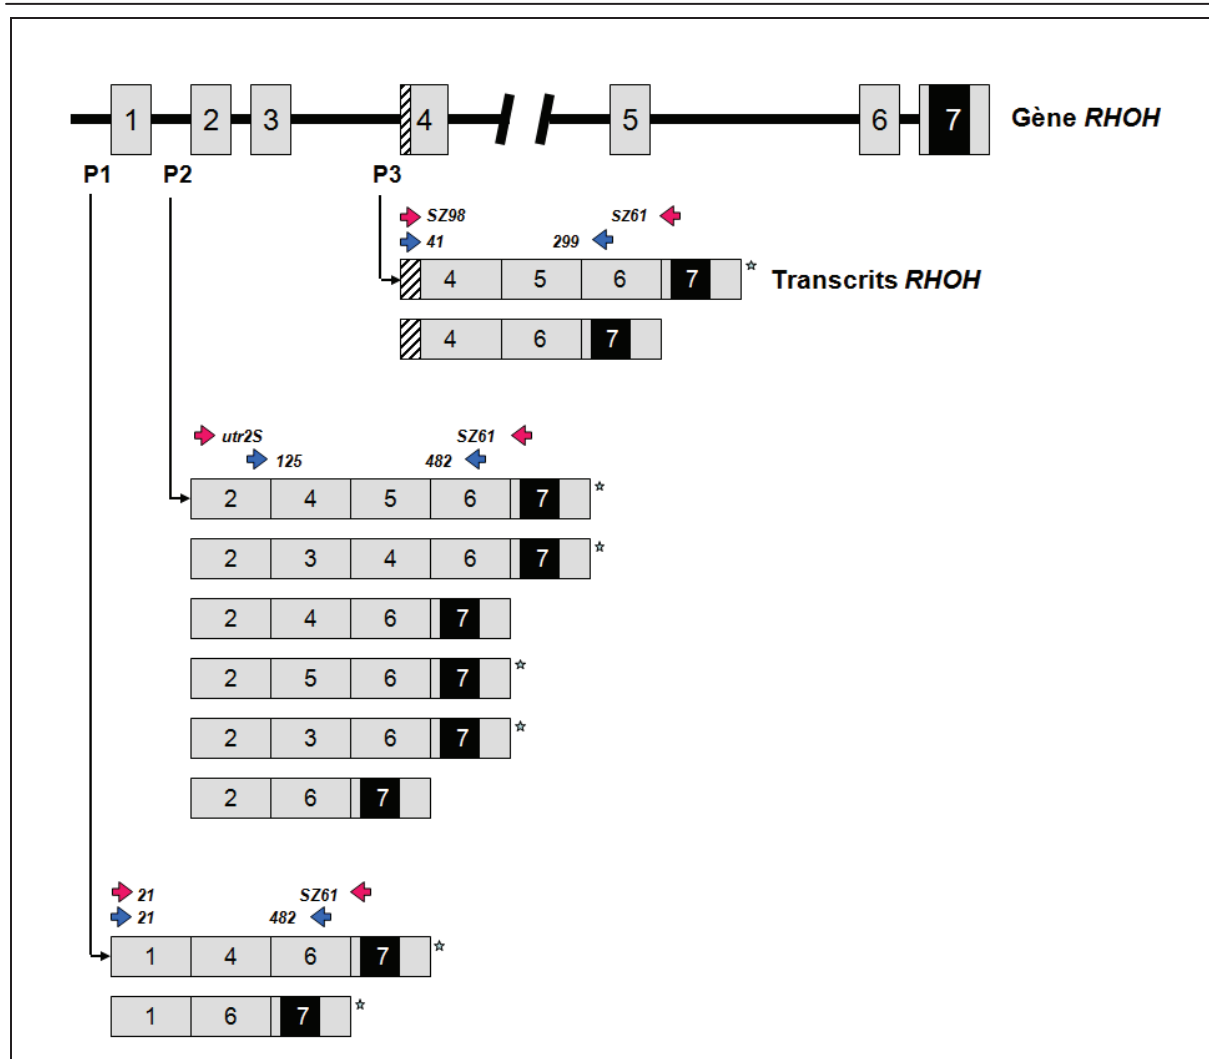 1 2 3 4 5 6 7 Gène RHOH
P1 P2 P3
SZ98 SZ61
41 299
4 5 6 7 ☆ Transcrits RHOH
4 6 7
utr2S SZ61
125 482
2 4 5 6 7 ☆
2 3 4 6 7 ☆
2 4 6 7
2 5 6 7 ☆
2 3 6 7 ☆
2 6 7
21 SZ61
21 482
1 4 6 7 ☆
1 6 7 ☆